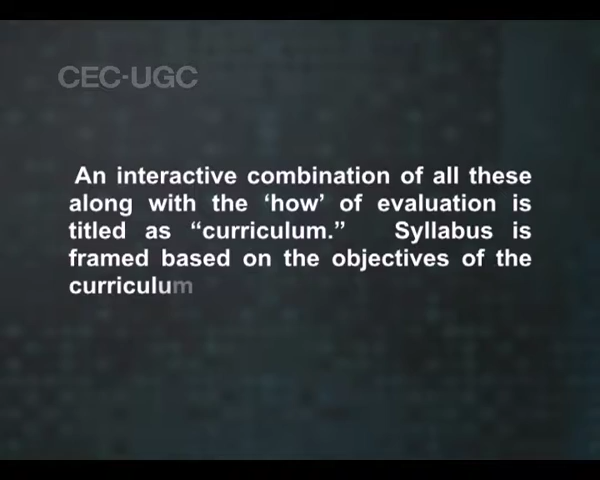 CEC-UGC
An interactive combination of all these
along with the ‘how’ of evaluation is
titled as “curriculum.” Syllabus is
framed based on the objectives of the
curriculum